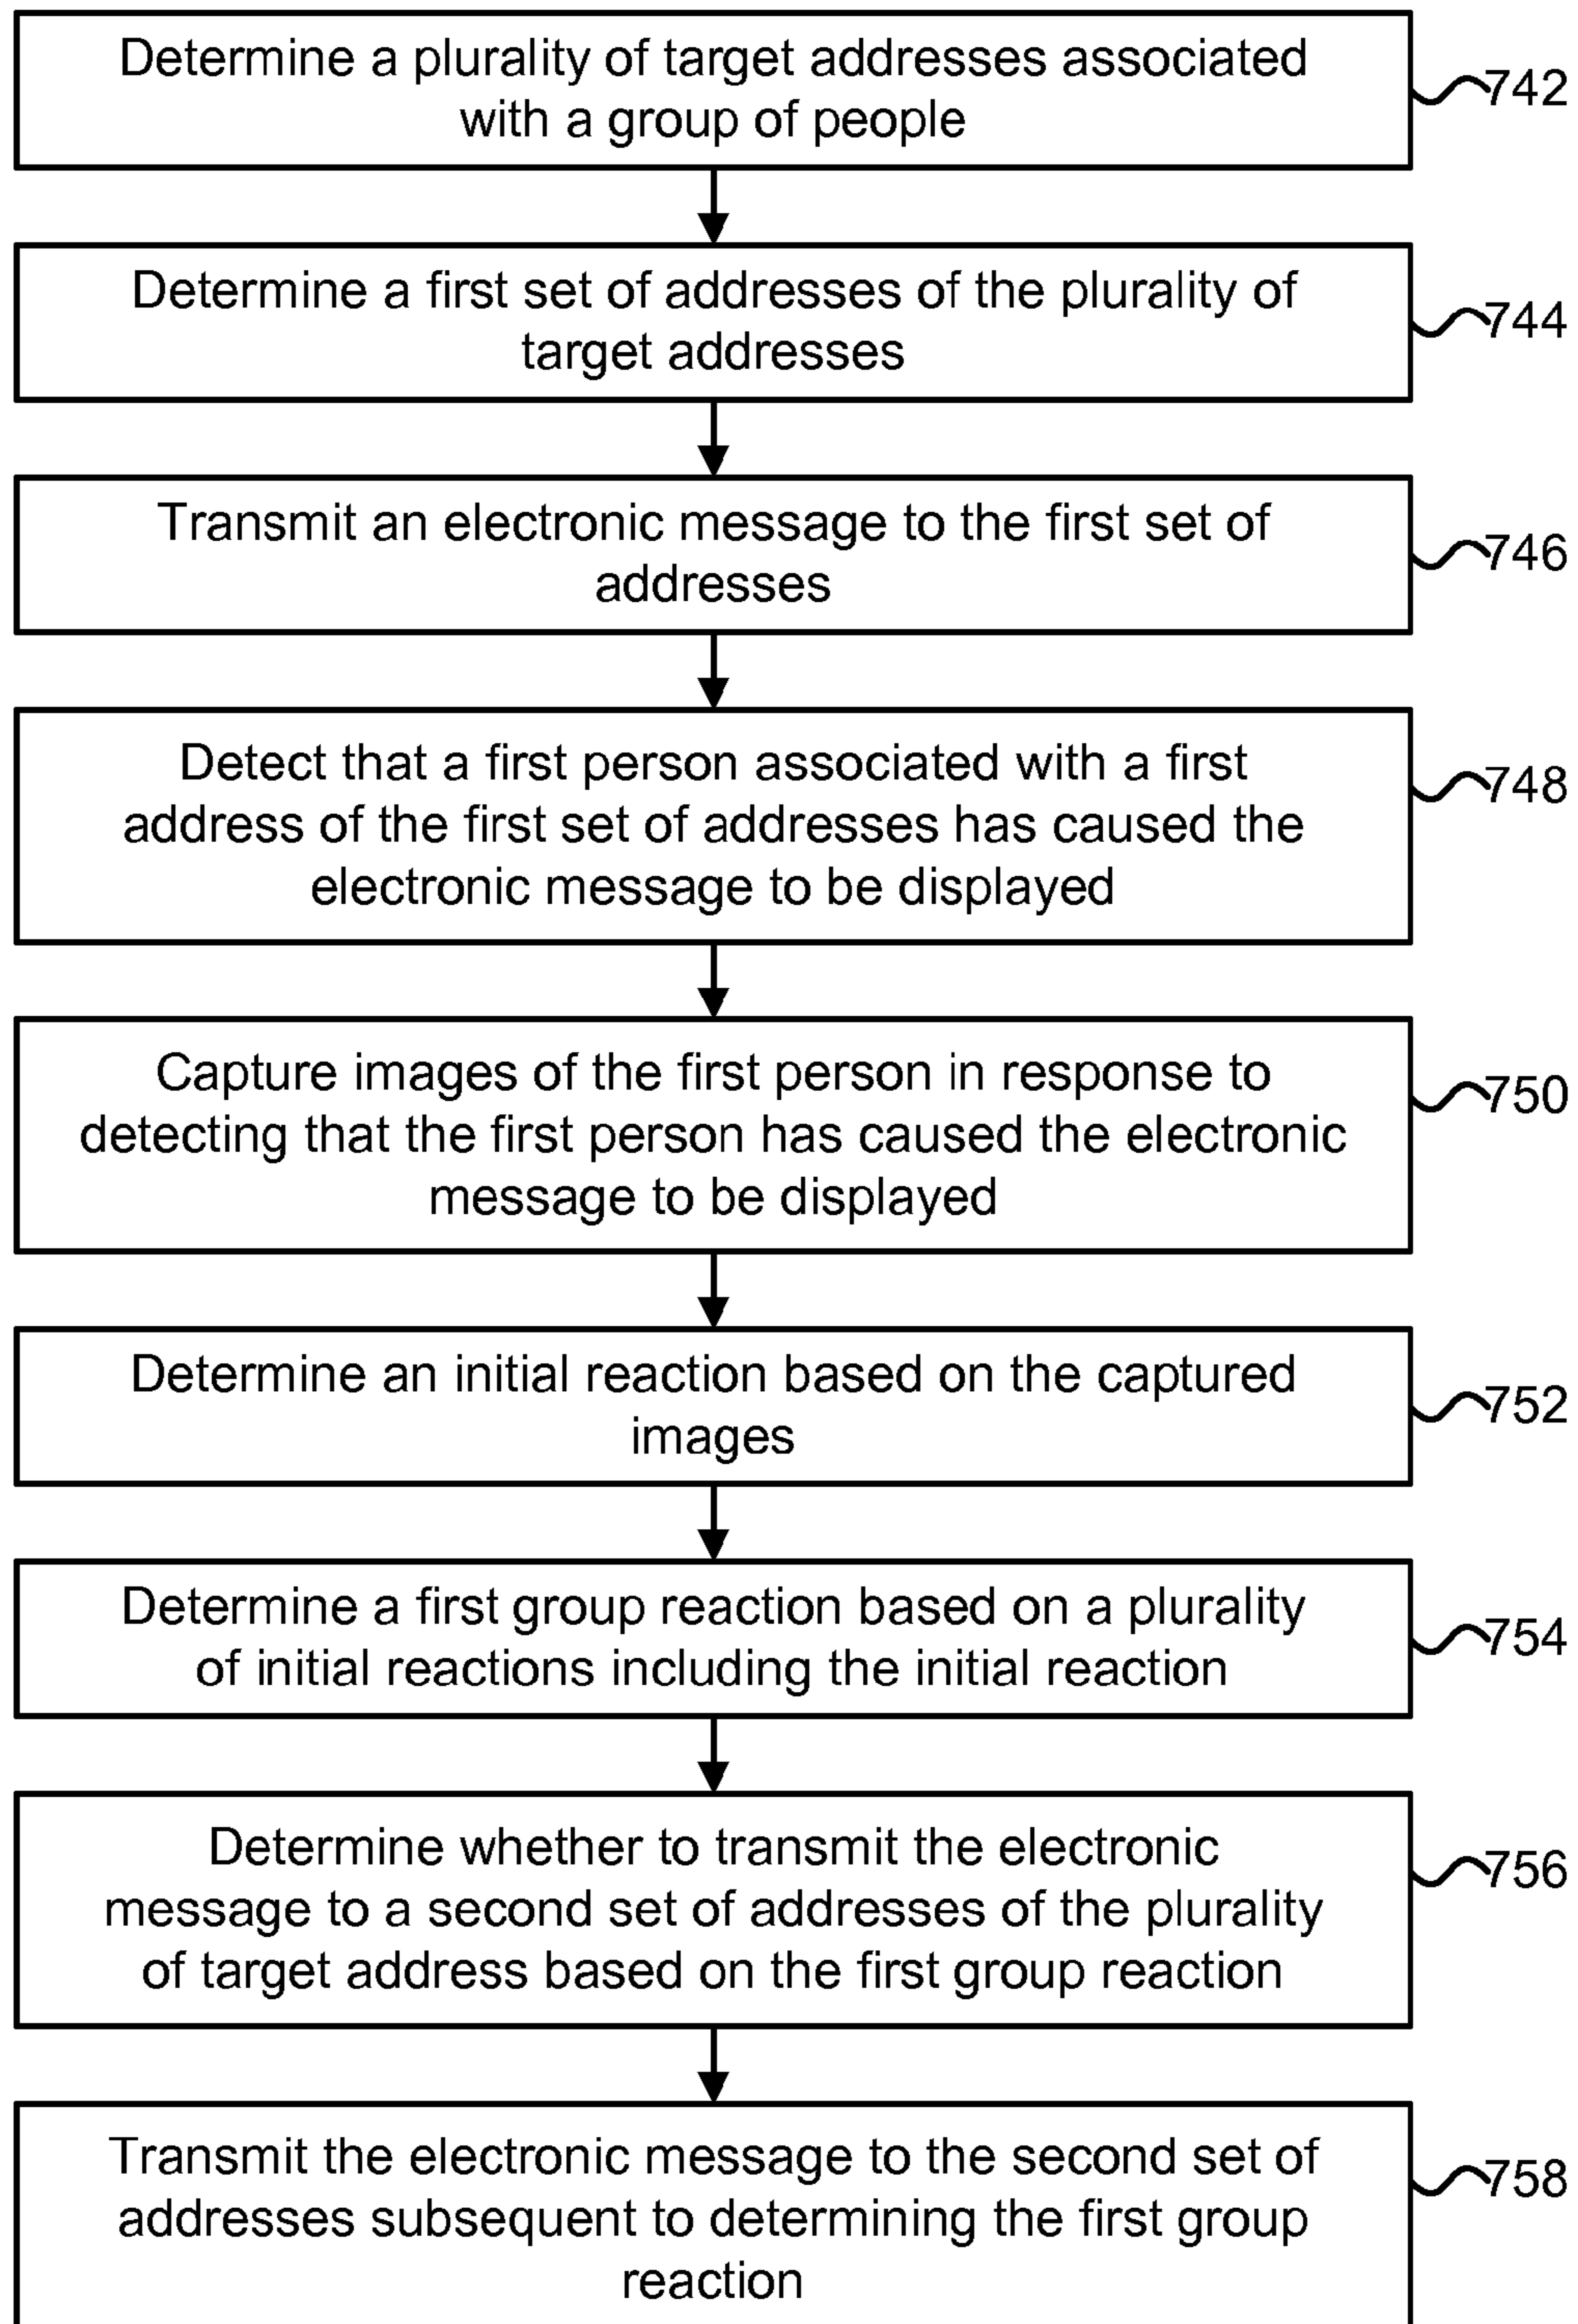 Determine a plurality of target addresses associated
with a group of people
742
Determine a first set of addresses of the plurality of
target addresses
744
Transmit an electronic message to the first set of
addresses
746
Detect that a first person associated with a first
address of the first set of addresses has caused the
electronic message to be displayed
748
Capture images of the first person in response to
detecting that the first person has caused the electronic
message to be displayed
750
Determine an initial reaction based on the captured
images
752
Determine a first group reaction based on a plurality
of initial reactions including the initial reaction
754
Determine whether to transmit the electronic
message to a second set of addresses of the plurality
of target address based on the first group reaction
756
Transmit the electronic message to the second set of
addresses subsequent to determining the first group
reaction
758